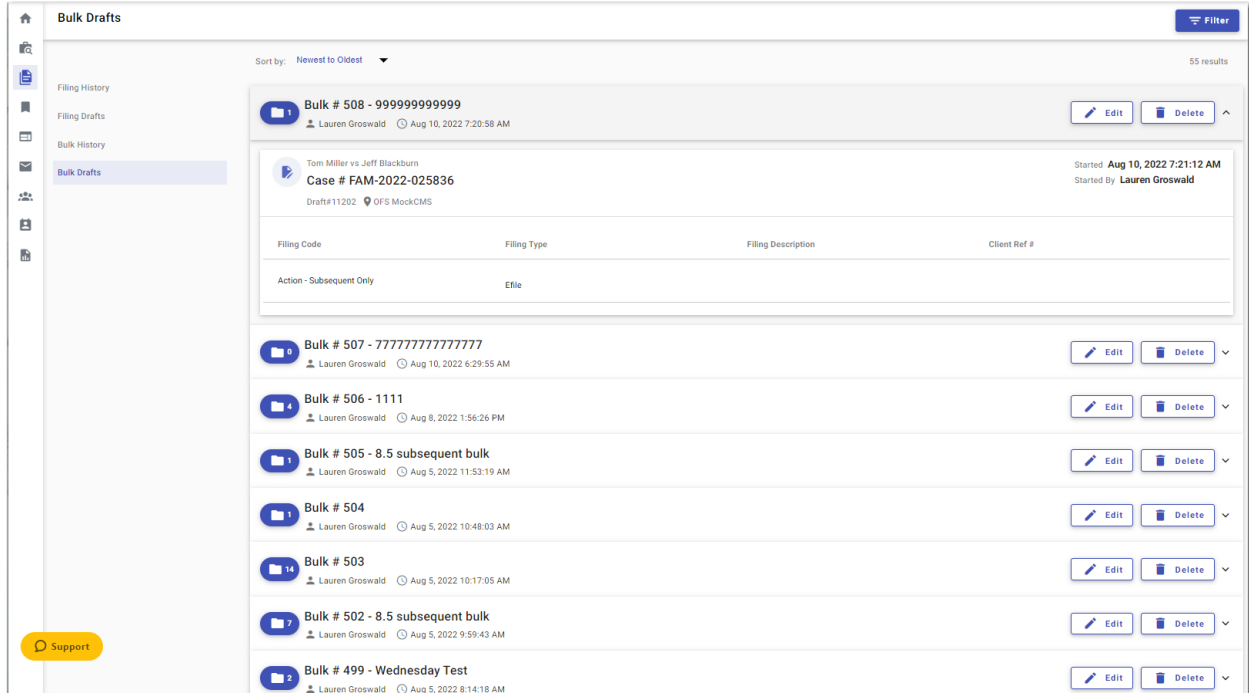 Bulk Drafts
Filter
Sort by: Newest to Oldest
55 results
Filing History
Filing Drafts
Bulk History
Bulk Drafts
1 Bulk # 508 - 999999999999
Lauren Groswald Aug 10, 2022 7:20:58 AM
Edit Delete
Tom Miller vs Jeff Blackburn
Case # FAM-2022-025836
Draft#11202 OFS MockCMS
Started Aug 10, 2022 7:21:12 AM
Started By Lauren Groswald
Filing Code Filing Type Filing Description Client Ref #
Action - Subsequent Only Efile
0 Bulk # 507 - 777777777777777
Lauren Groswald Aug 10, 2022 6:29:55 AM
Edit Delete
4 Bulk # 506 - 1111
Lauren Groswald Aug 8, 2022 1:56:26 PM
Edit Delete
1 Bulk # 505 - 8.5 subsequent bulk
Lauren Groswald Aug 5, 2022 11:53:19 AM
Edit Delete
1 Bulk # 504
Lauren Groswald Aug 5, 2022 10:48:03 AM
Edit Delete
14 Bulk # 503
Lauren Groswald Aug 5, 2022 10:17:05 AM
Edit Delete
7 Bulk # 502 - 8.5 subsequent bulk
Lauren Groswald Aug 5, 2022 9:59:43 AM
Edit Delete
2 Bulk # 499 - Wednesday Test
Lauren Groswald Aug 5, 2022 8:14:18 AM
Edit Delete
Support